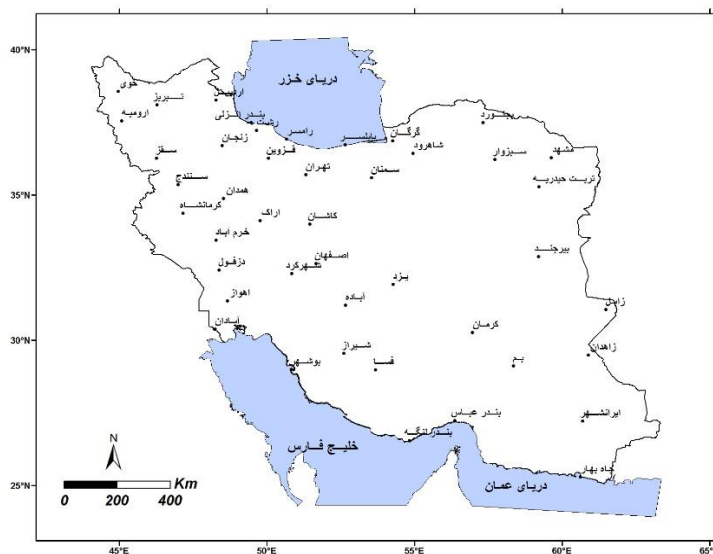 40°N
35°N
30°N
25°N
45°E
50°E
55°E
60°E
دریای خزر
خوی
تبریز
اردبیل
ارومیه
بندر انزلی
رشت
رامسر
بابلسر
گرگان
بجنورد
شاهرود
سبزوار
مشهد
زنجان
قزوین
سقز
تهران
سمنان
تربت حیدریه
سنندج
همدان
کرمانشاه
اراک
کاشان
خرم آباد
بیرجند
دزفول
اصفهان
شهرکرد
یزد
اهواز
آباده
زابل
آبادان
کرمان
زاهدان
شیراز
بوشهر
فسا
بم
بندر عباس
ایرانشهر
بندر لنگه
خلیج فارس
چاه بهار
دریای عمان
N
Km
0 200 400